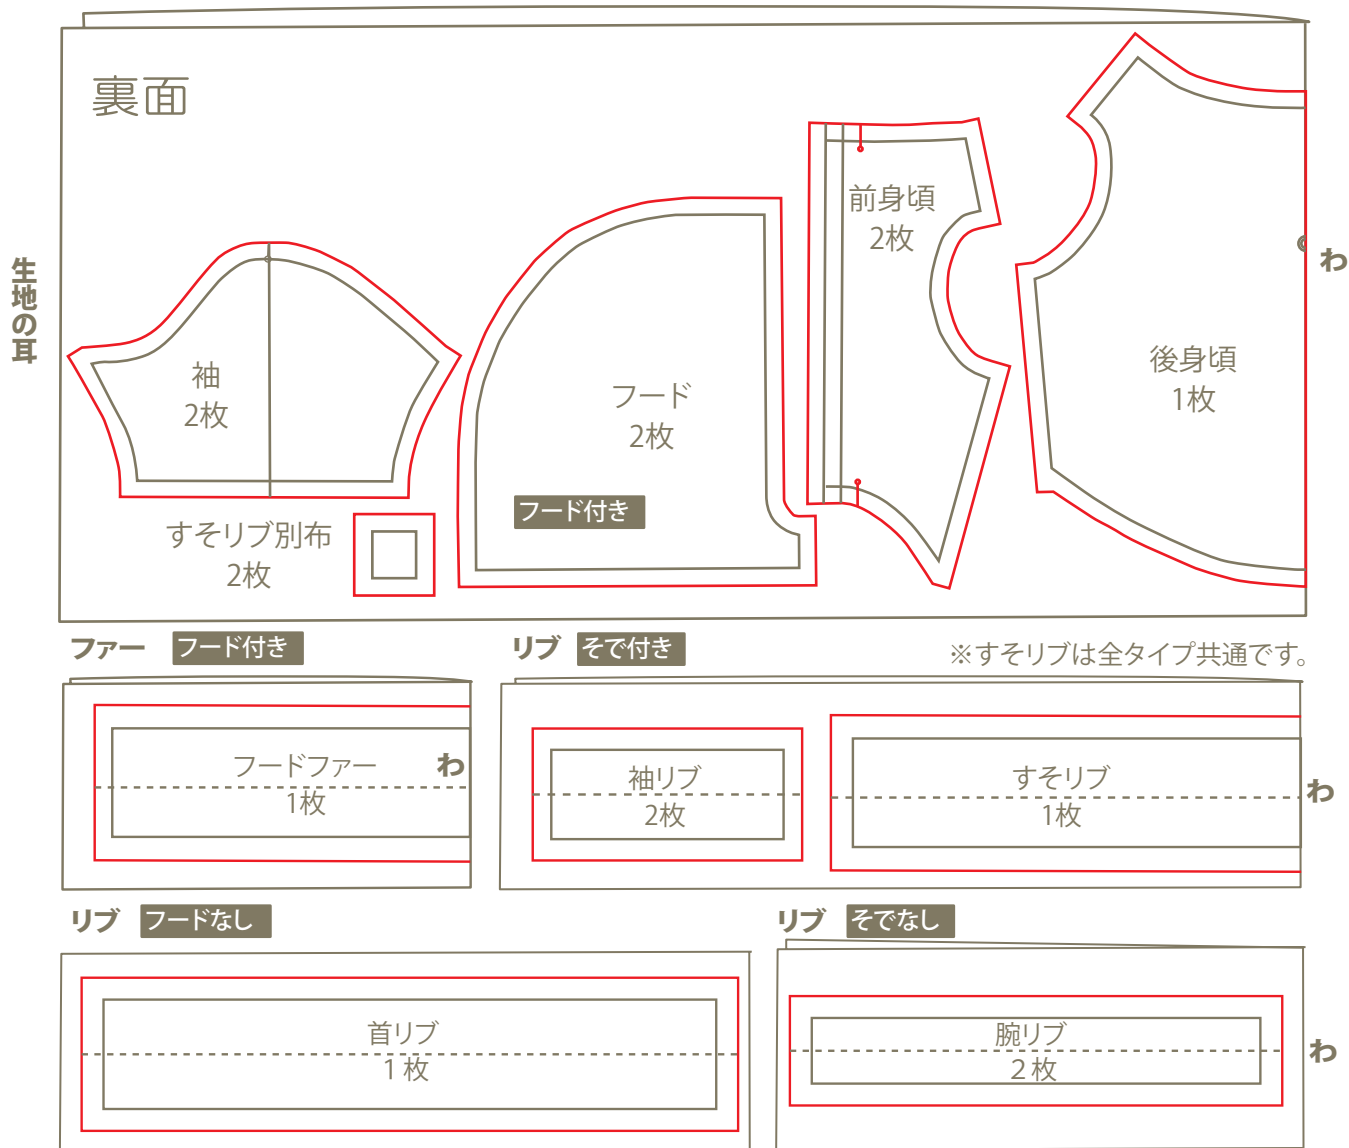 裏面
生地の耳
わ
前身頃
2枚
後身頃
1枚
袖
2枚
フード
2枚
フード付き
すそリブ別布
2枚
ファー フード付き
リブ そで付き
※すそリブは全タイプ共通です。
フードファー
1枚
わ
袖リブ
2枚
すそリブ
1枚
わ
リブ フードなし
リブ そでなし
首リブ
1枚
腕リブ
2枚
わ